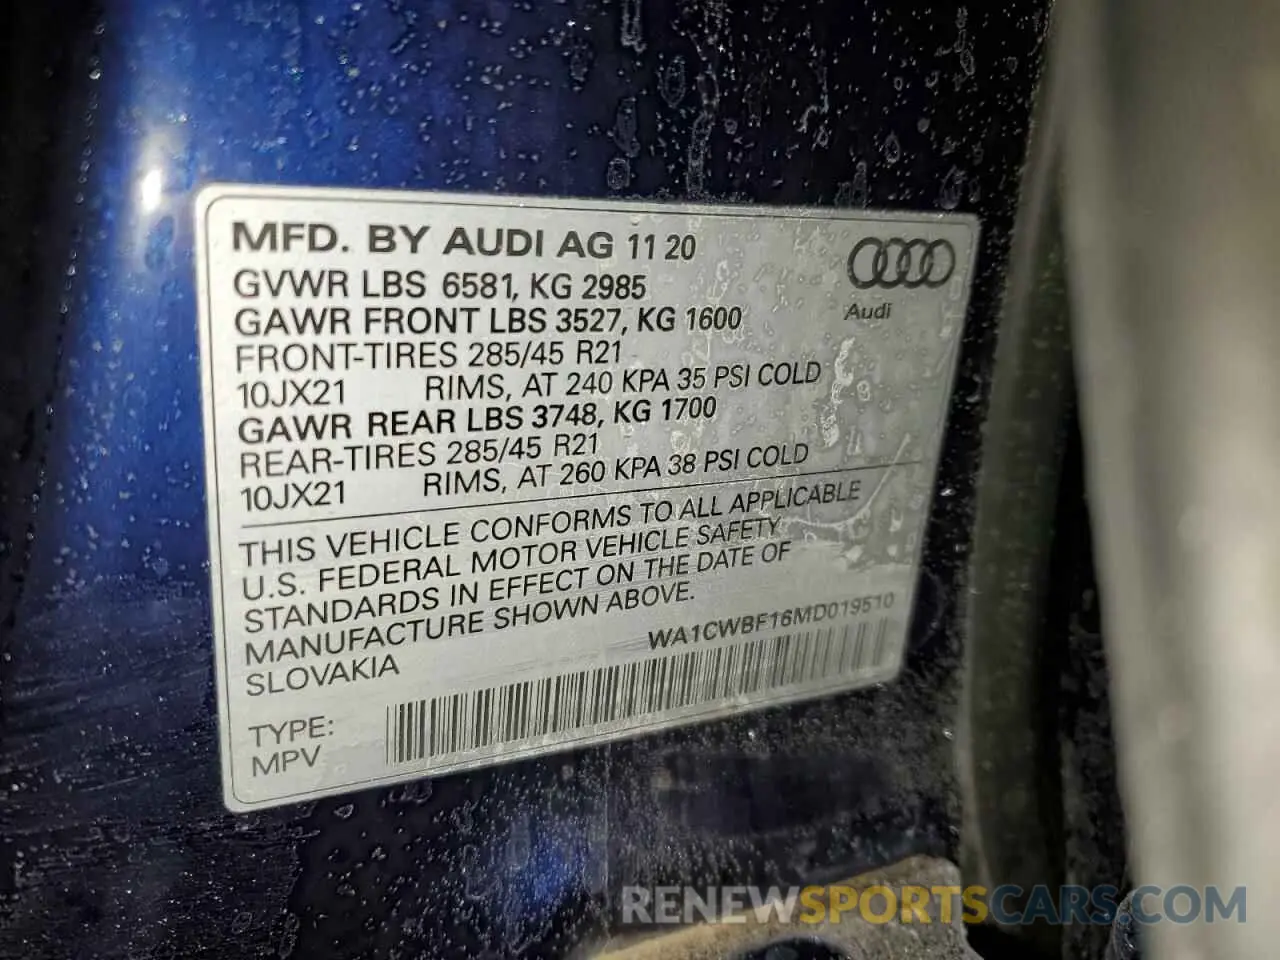 MFD. BY AUDI AG 11 20
GVWR LBS 6581, KG 2985
GAWR FRONT LBS 3527, KG 1600
FRONT-TIRES 285/45 R21
10JX21 RIMS, AT 240 KPA 35 PSI COLD
GAWR REAR LBS 3748, KG 1700
REAR-TIRES 285/45 R21
10JX21 RIMS, AT 260 KPA 38 PSI COLD
Audi
THIS VEHICLE CONFORMS TO ALL APPLICABLE
U.S. FEDERAL MOTOR VEHICLE SAFETY
STANDARDS IN EFFECT ON THE DATE OF
MANUFACTURE SHOWN ABOVE.
SLOVAKIA
WA1CWBF16MD019510
TYPE:
MPV
RENEWSPORTSCARS.COM